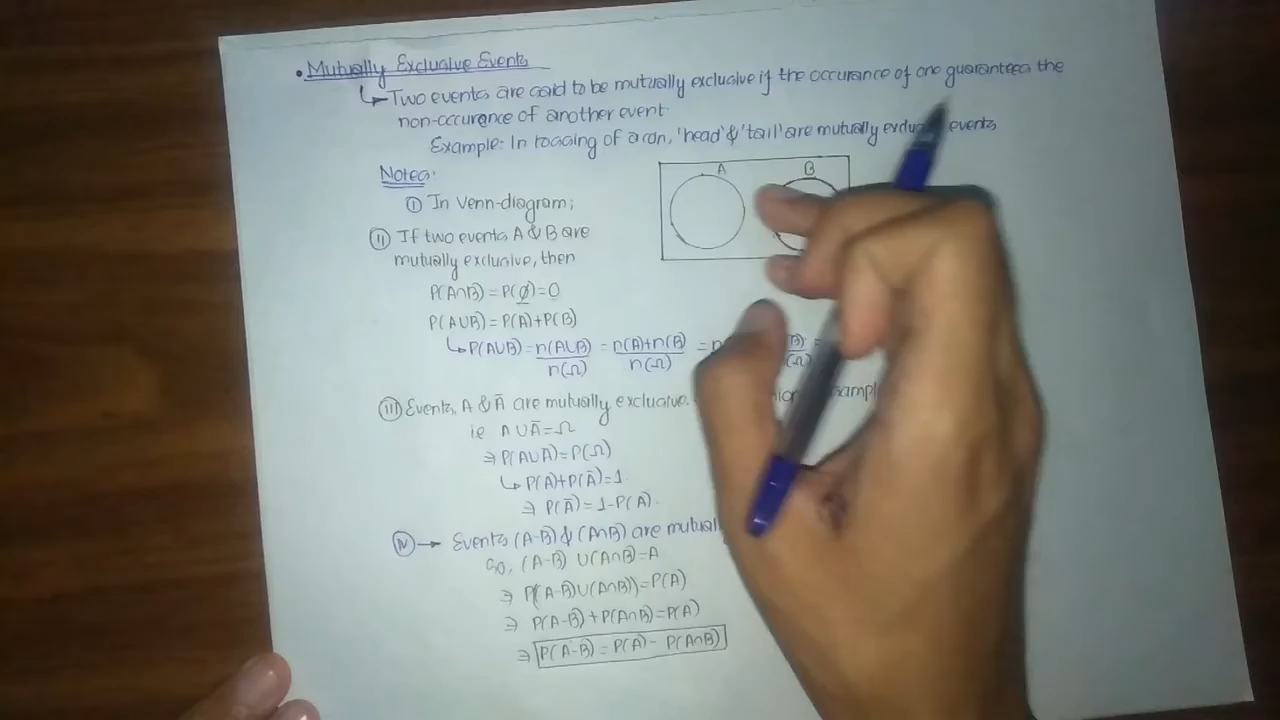 • Mutually Exclusive Events
↳ Two events are said to be mutually exclusive if the occurance of one guarantees the
non-occurance of another event.
Example: In tossing of a coin, 'head' & 'tail' are mutually events
Notes:
① In Venn-diagram;
A B
Ⅱ If two events A & B are
mutually exclusive, then
P(A∩B) = P(∅) = 0
P(A∪B) = P(A)+P(B)
↳ P(A∪B) = n(A∪B)/n(Ω) = n(A)+n(B)/n(Ω) =
Ⅲ Events A & Ā are mutually exclusive.
ie A∪Ā = Ω
⇒ P(A∪Ā) = P(Ω)
↳ P(A)+P(Ā) = 1
⇒ P(Ā) = 1-P(A).
Ⅳ → Events (A-B) & (A∩B) are
So, (A-B) ∪ (A∩B) = A
⇒ P((A-B)∪(A∩B)) = P(A)
⇒ P(A-B) + P(A∩B) = P(A)
⇒ P(A-B) = P(A) - P(A∩B)